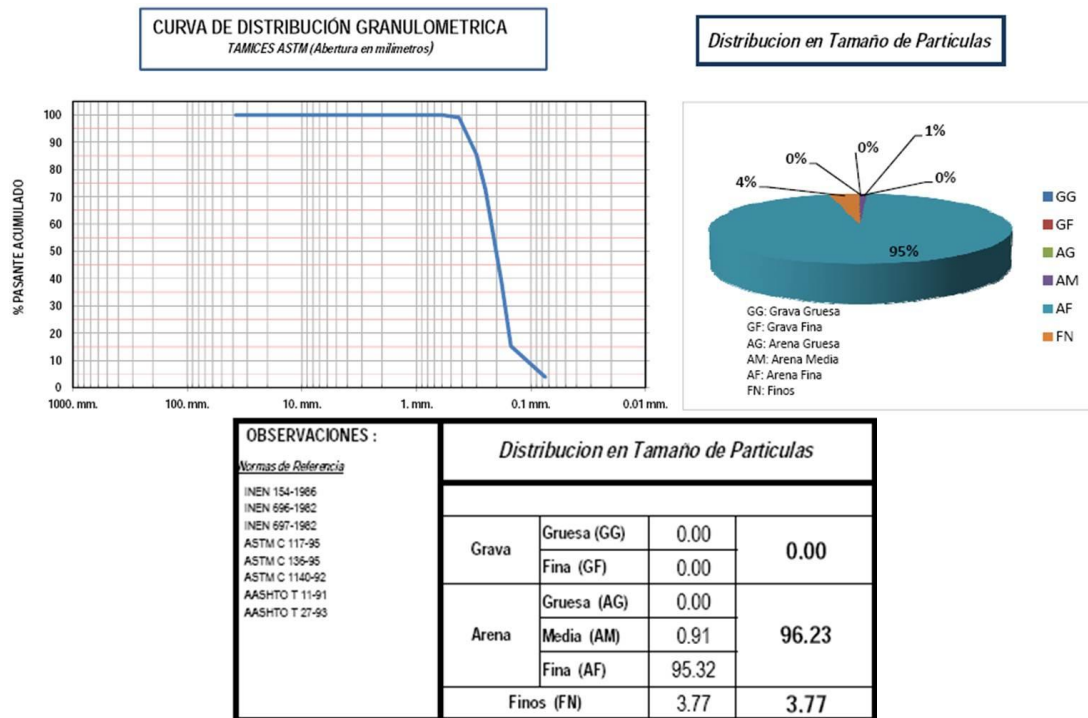 CURVA DE DISTRIBUCIÓN GRANULOMETRICA
TAMICES ASTM (Abertura en milímetros)
% PASANTE ACUMULADO
100
90
80
70
60
50
40
30
20
10
0
1000. mm.
100. mm.
10. mm.
1. mm.
0.1 mm.
0.01 mm.
Distribucion en Tamaño de Particulas
4%
0%
0%
1%
0%
95%
GG: Grava Gruesa
GF: Grava Fina
AG: Arena Gruesa
AM: Arena Media
AF: Arena Fina
FN: Finos
GG
GF
AG
AM
AF
FN
OBSERVACIONES :
Normas de Referencia
INEN 154-1986
INEN 696-1982
INEN 697-1982
ASTM C 117-95
ASTM C 136-95
ASTM C 1140-92
AASHTO T 11-91
AASHTO T 27-93
Distribucion en Tamaño de Particulas
Grava
Gruesa (GG) 0.00
Fina (GF) 0.00
0.00
Arena
Gruesa (AG) 0.00
Media (AM) 0.91
Fina (AF) 95.32
96.23
Finos (FN) 3.77 3.77